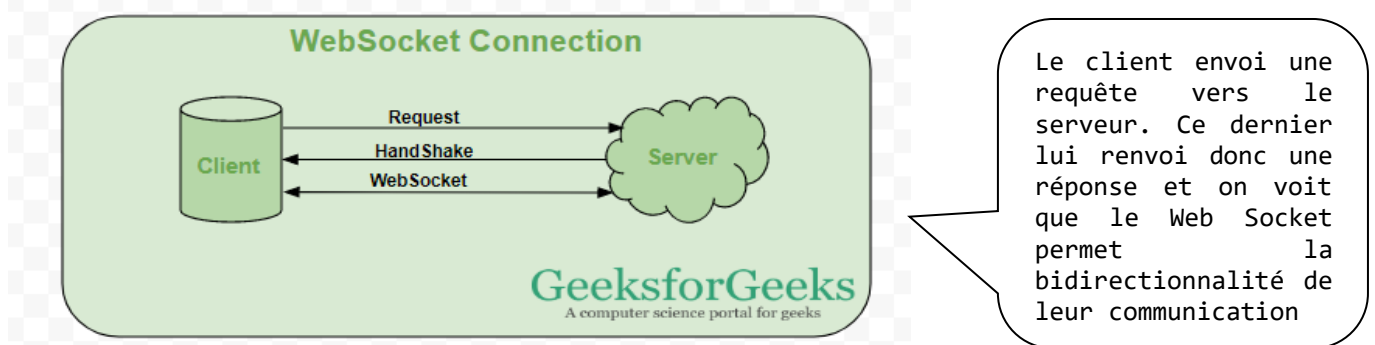 WebSocket Connection
Request
HandShake
WebSocket
Client
Server
GeeksforGeeks
A computer science portal for geeks
Le client envoi une
requête vers le
serveur. Ce dernier
lui renvoi donc une
réponse et on voit
que le Web Socket
permet la
bidirectionnalité de
leur communication